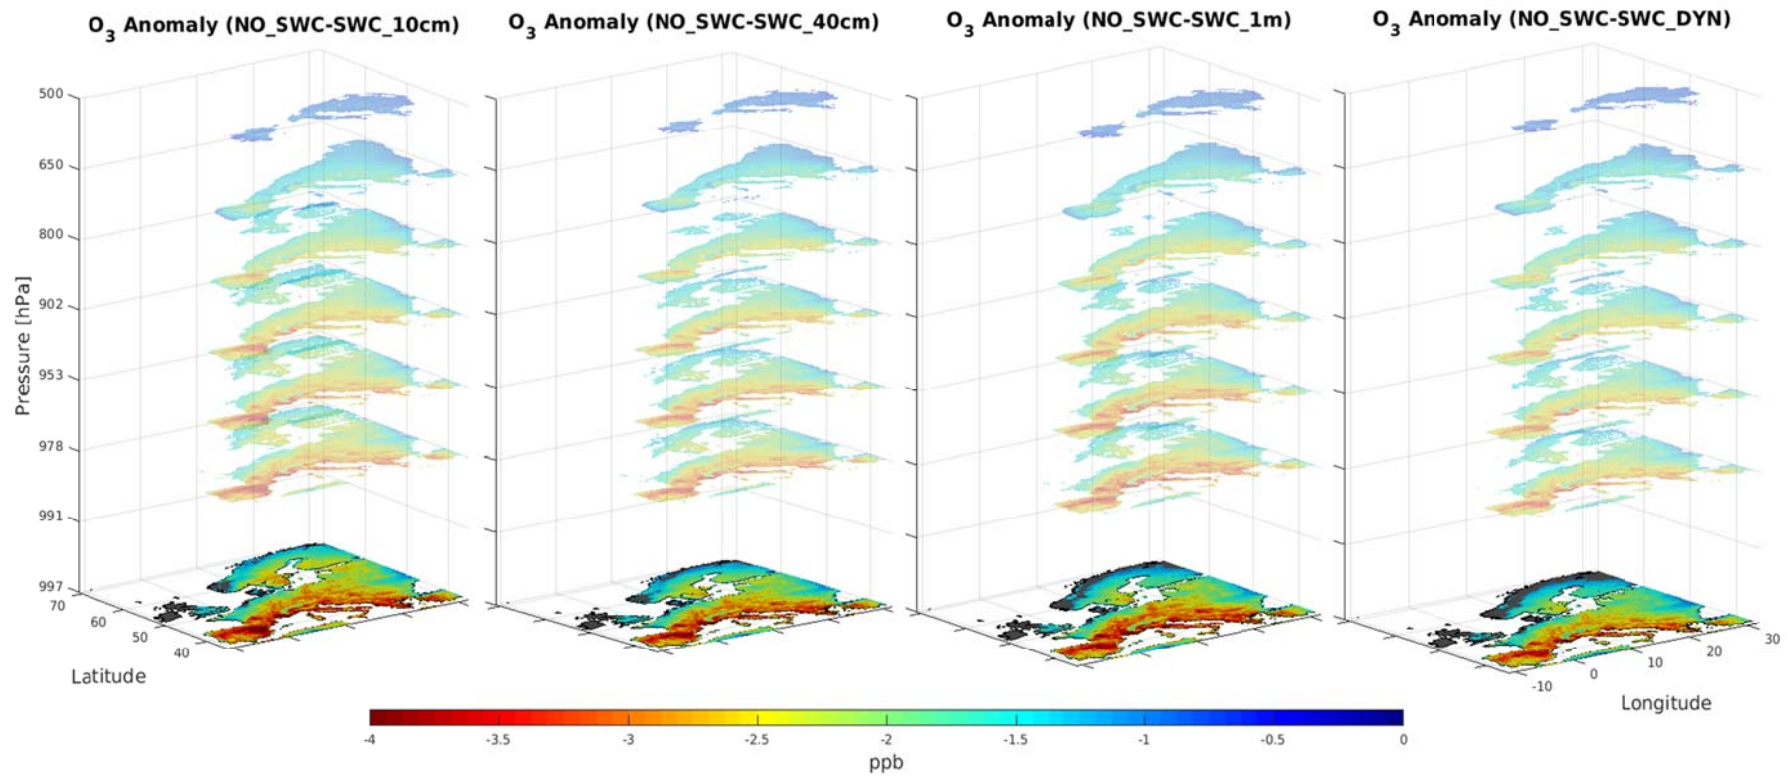 O3 Anomaly (NO_SWC-SWC_10cm)
O3 Anomaly (NO_SWC-SWC_40cm)
O3 Anomaly (NO_SWC-SWC_1m)
O3 Anomaly (NO_SWC-SWC_DYN)
500
650
800
902
953
978
991
997
Pressure [hPa]
70
60
50
40
Latitude
-10
0
10
20
30
Longitude
-4 -3.5 -3 -2.5 -2 -1.5 -1 -0.5 0
ppb